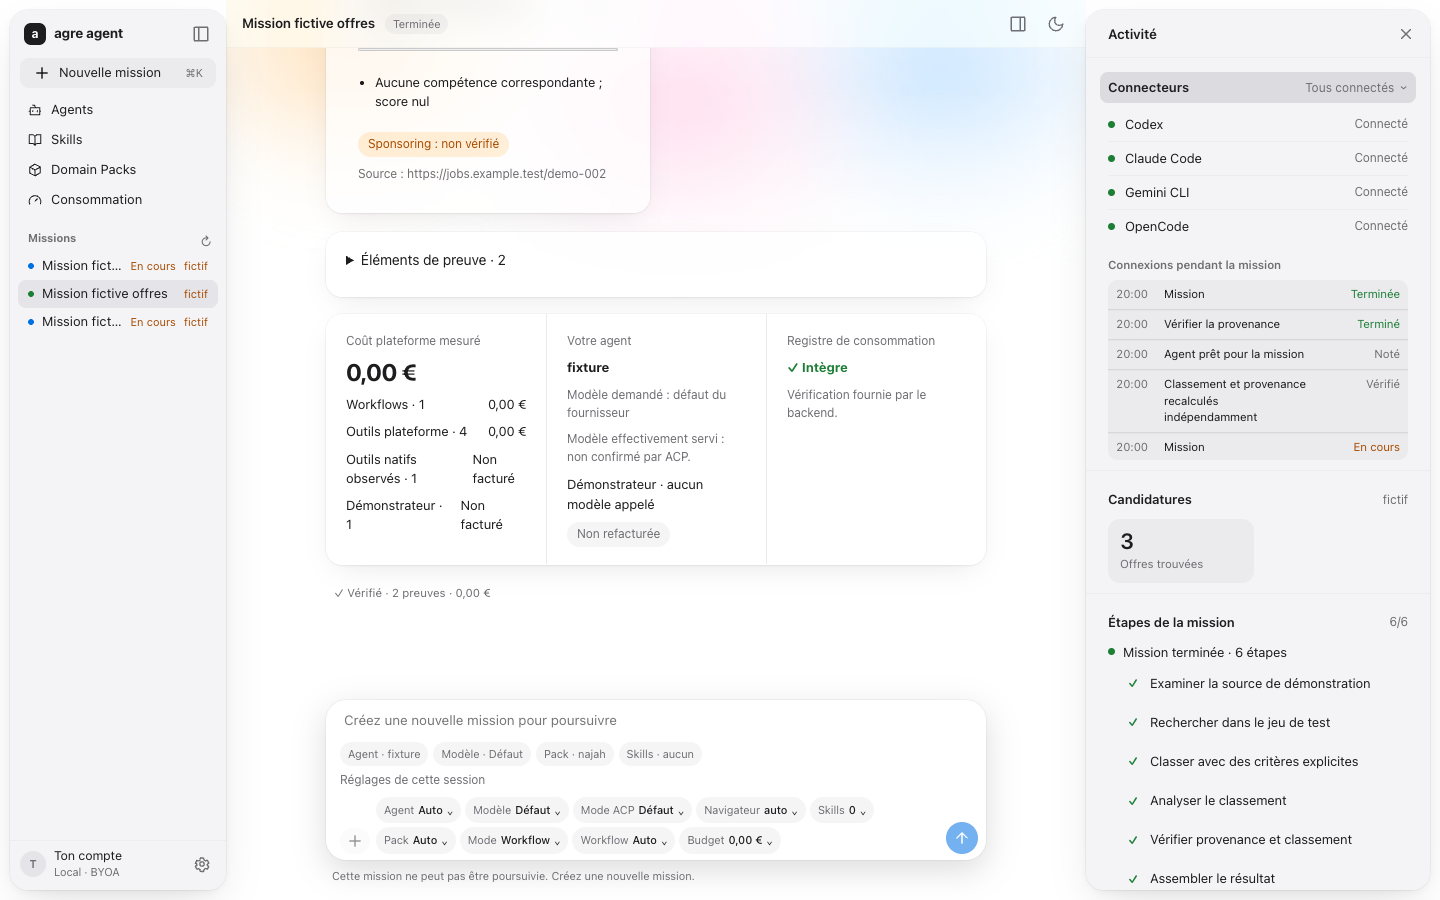 a agre agent
Nouvelle mission ⌘K
Agents
Skills
Domain Packs
Consommation
Missions
Mission fict... En cours fictif
Mission fictive offres fictif
Mission fict... En cours fictif
T
Ton compte
Local · BYOA
Mission fictive offres Terminée
• Aucune compétence correspondante ;
score nul
Sponsoring : non vérifié
Source : https://jobs.example.test/demo-002
Éléments de preuve · 2
Coût plateforme mesuré
0,00 €
Workflows · 1 0,00 €
Outils plateforme · 4 0,00 €
Outils natifs Non
observés · 1 facturé
Démonstrateur · Non
1 facturé
Votre agent
fixture
Modèle demandé : défaut du
fournisseur
Modèle effectivement servi :
non confirmé par ACP.
Démonstrateur · aucun
modèle appelé
Non refacturée
Registre de consommation
✓ Intègre
Vérification fournie par le
backend.
✓ Vérifié · 2 preuves · 0,00 €
Créez une nouvelle mission pour poursuivre
Agent · fixture Modèle · Défaut Pack · najah Skills · aucun
Réglages de cette session
Agent Auto Modèle Défaut Mode ACP Défaut Navigateur auto Skills 0
Pack Auto Mode Workflow Workflow Auto Budget 0,00 €
Cette mission ne peut pas être poursuivie. Créez une nouvelle mission.
Activité
Connecteurs Tous connectés
Codex Connecté
Claude Code Connecté
Gemini CLI Connecté
OpenCode Connecté
Connexions pendant la mission
20:00 Mission Terminée
20:00 Vérifier la provenance Terminé
20:00 Agent prêt pour la mission Noté
20:00 Classement et provenance Vérifié
recalculés
indépendamment
20:00 Mission En cours
Candidatures fictif
3
Offres trouvées
Étapes de la mission 6/6
Mission terminée · 6 étapes
✓ Examiner la source de démonstration
✓ Rechercher dans le jeu de test
✓ Classer avec des critères explicites
✓ Analyser le classement
✓ Vérifier provenance et classement
✓ Assembler le résultat